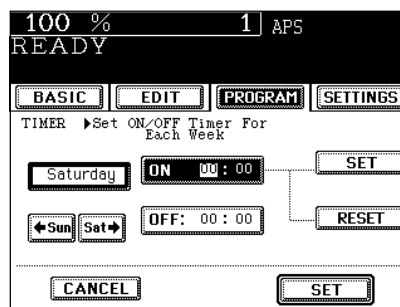 100 % 1 APS
READY
BASIC EDIT PROGRAM SETTINGS
TIMER ▶Set ON/OFF Timer For
Each Week
Saturday ON 00:00 SET
←Sun Sat→ OFF: 00:00 RESET
CANCEL SET